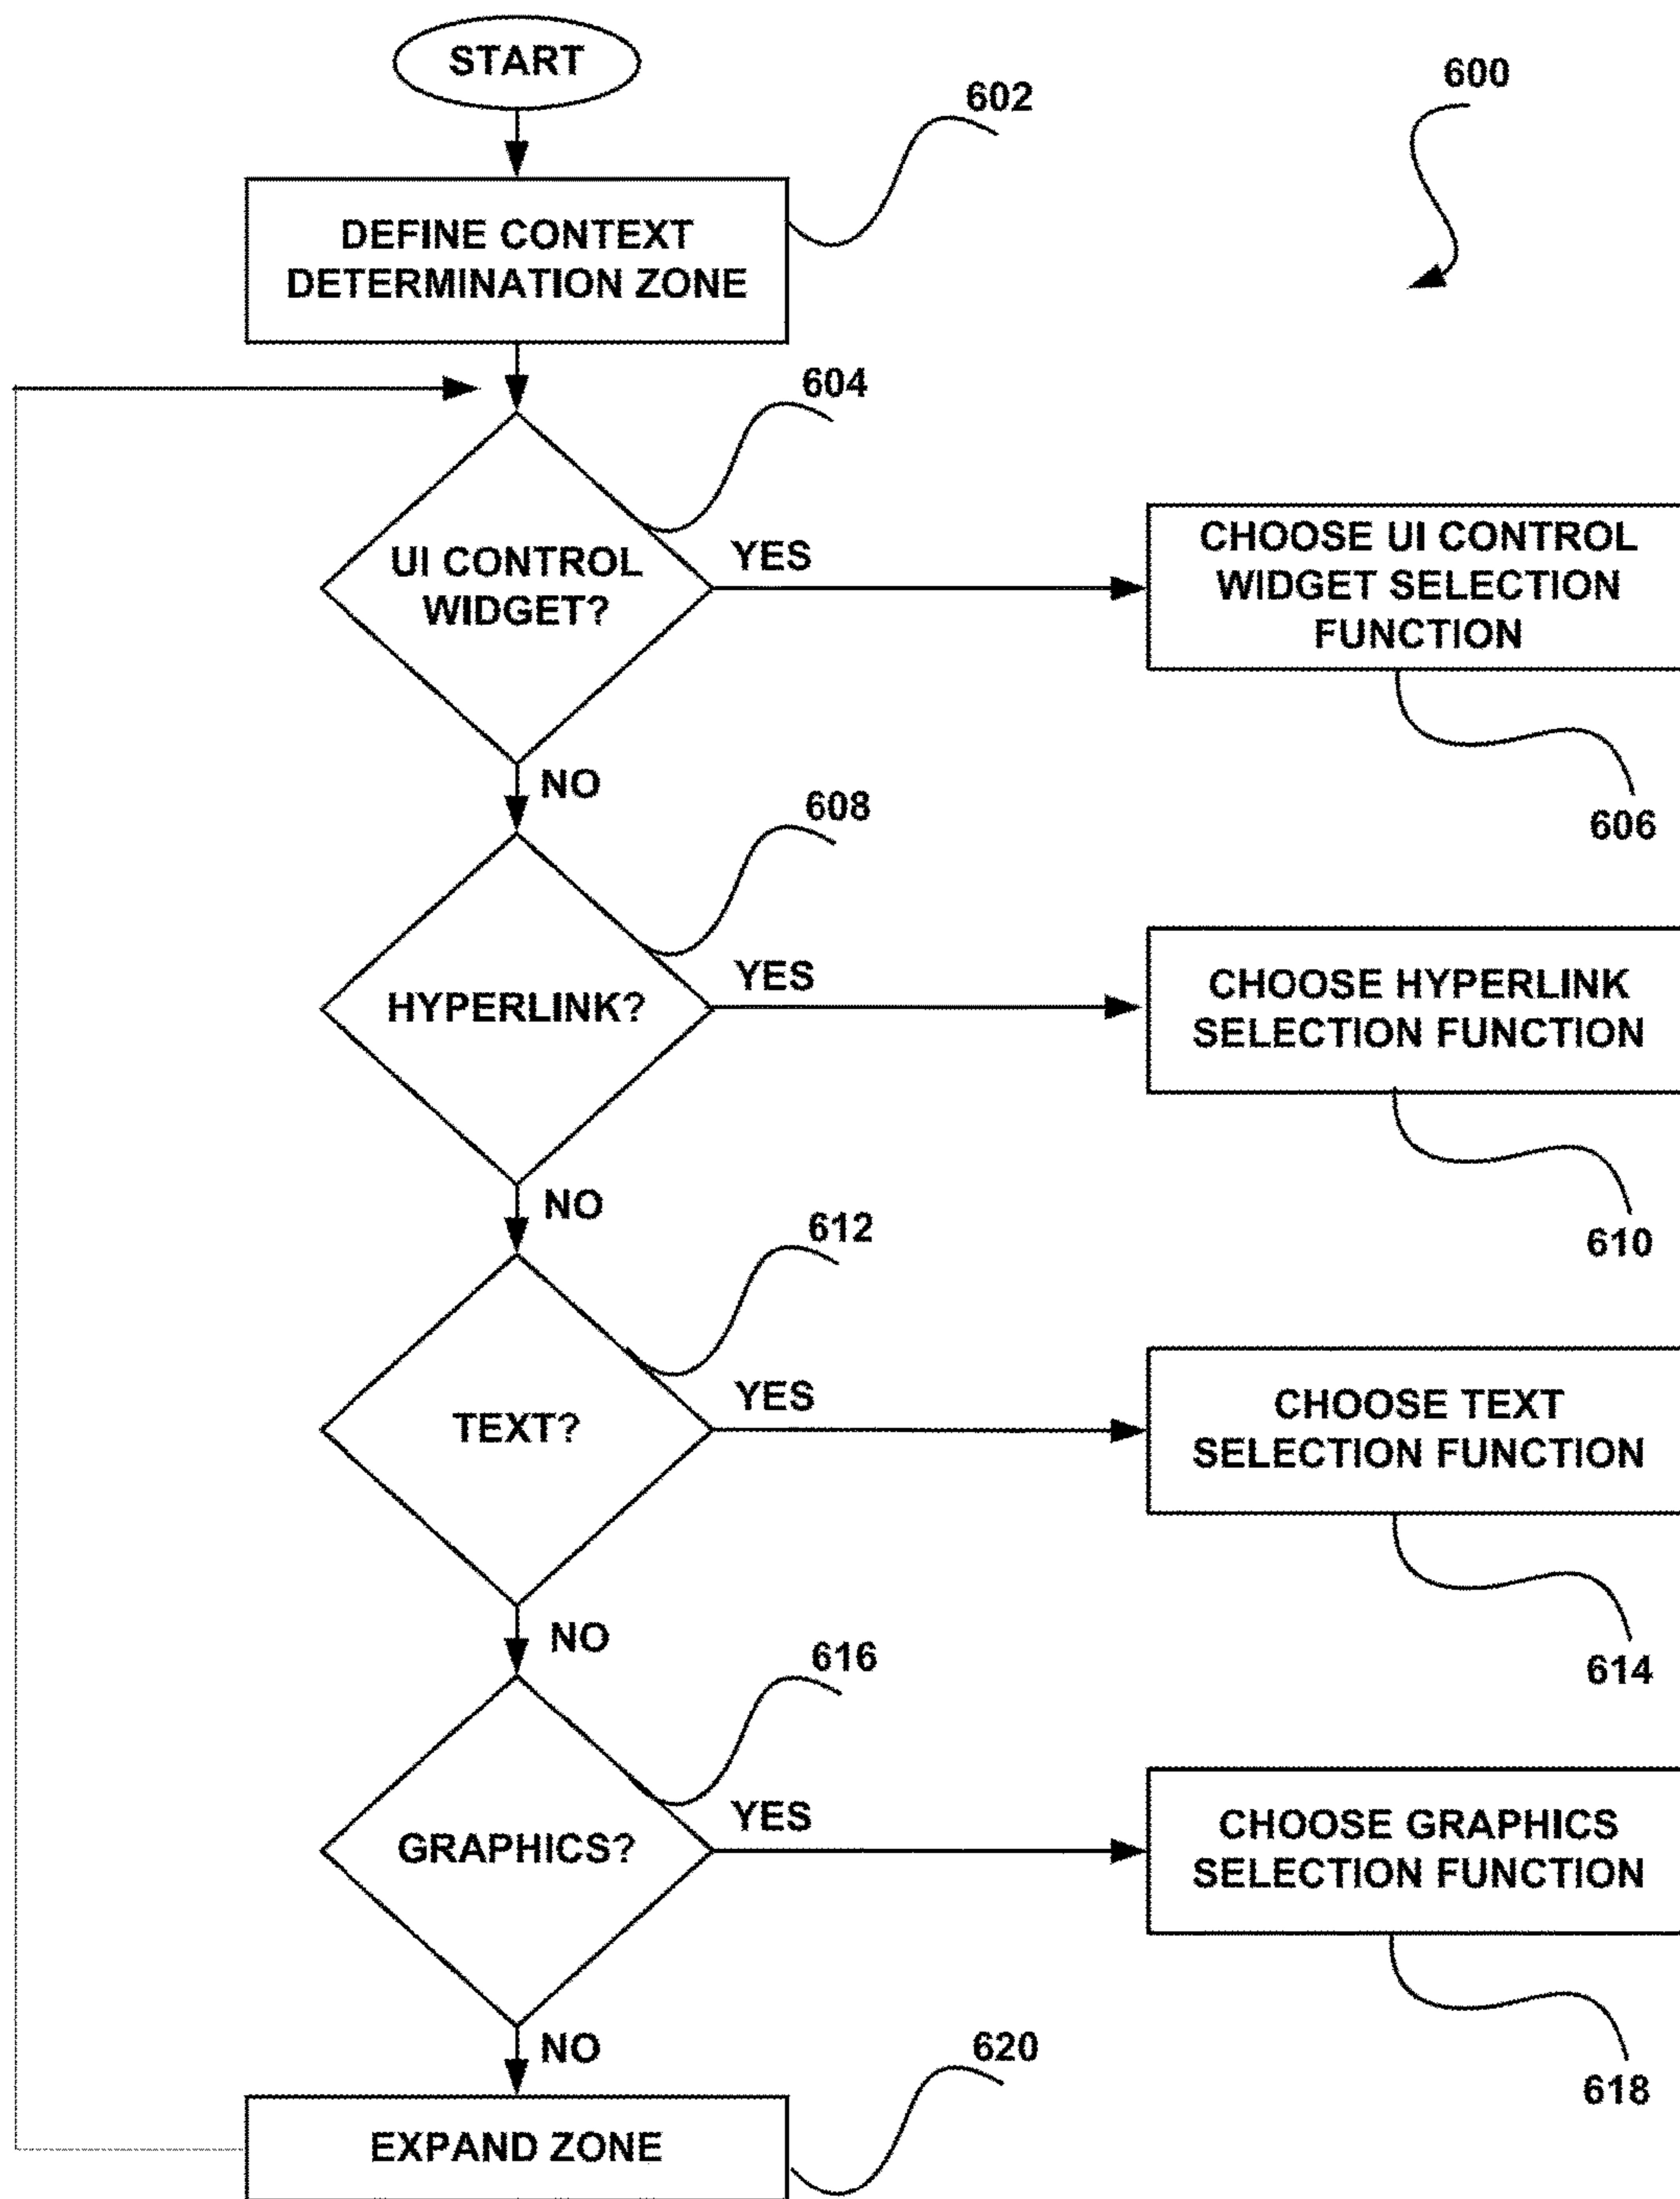 START
600
602
DEFINE CONTEXT
DETERMINATION ZONE
604
UI CONTROL
WIDGET?
YES
CHOOSE UI CONTROL
WIDGET SELECTION
FUNCTION
606
NO
608
HYPERLINK?
YES
CHOOSE HYPERLINK
SELECTION FUNCTION
610
NO
612
TEXT?
YES
CHOOSE TEXT
SELECTION FUNCTION
614
NO
616
GRAPHICS?
YES
CHOOSE GRAPHICS
SELECTION FUNCTION
618
NO
620
EXPAND ZONE